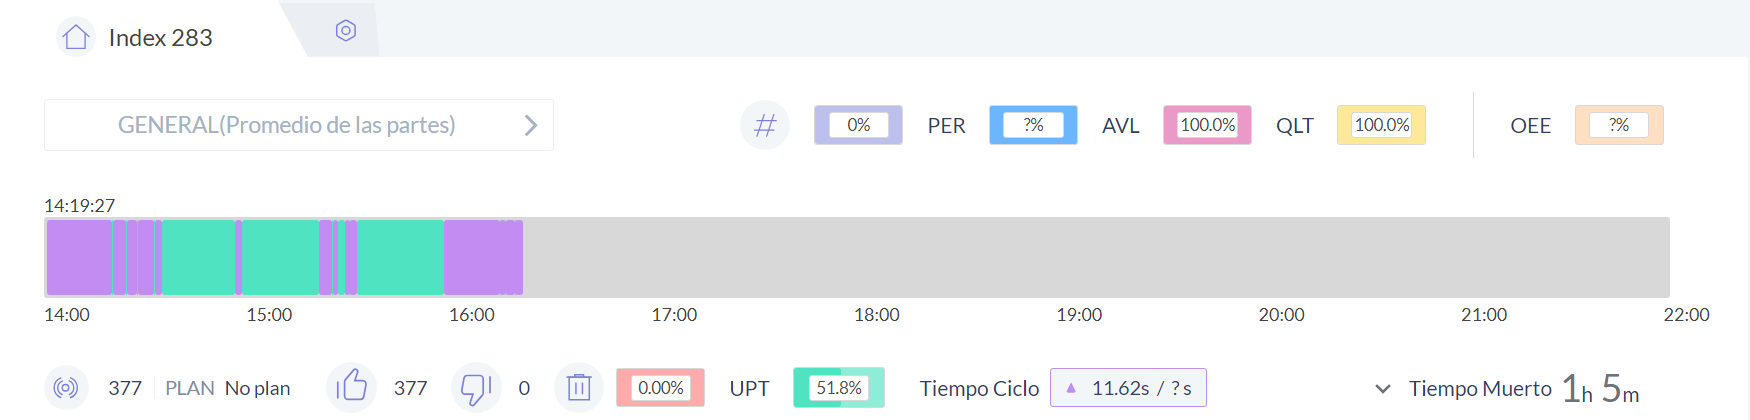 Index 283
GENERAL(Promedio de las partes)
# 0% PER ?% AVL 100.0% QLT 100.0% OEE ?%
14:19:27
14:00 15:00 16:00 17:00 18:00 19:00 20:00 21:00 22:00
377 PLAN No plan 377 0 0.00% UPT 51.8% Tiempo Ciclo 11.62s / ? s Tiempo Muerto 1h 5m